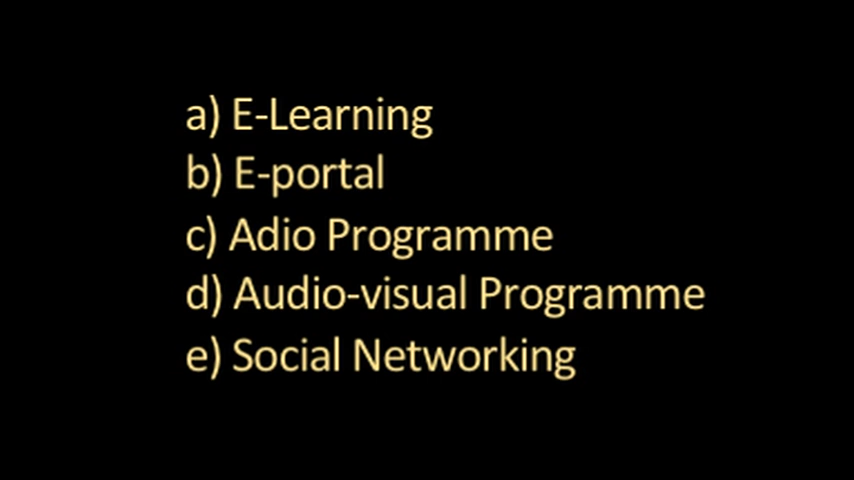 a) E-Learning
b) E-portal
c) Adio Programme
d) Audio-visual Programme
e) Social Networking